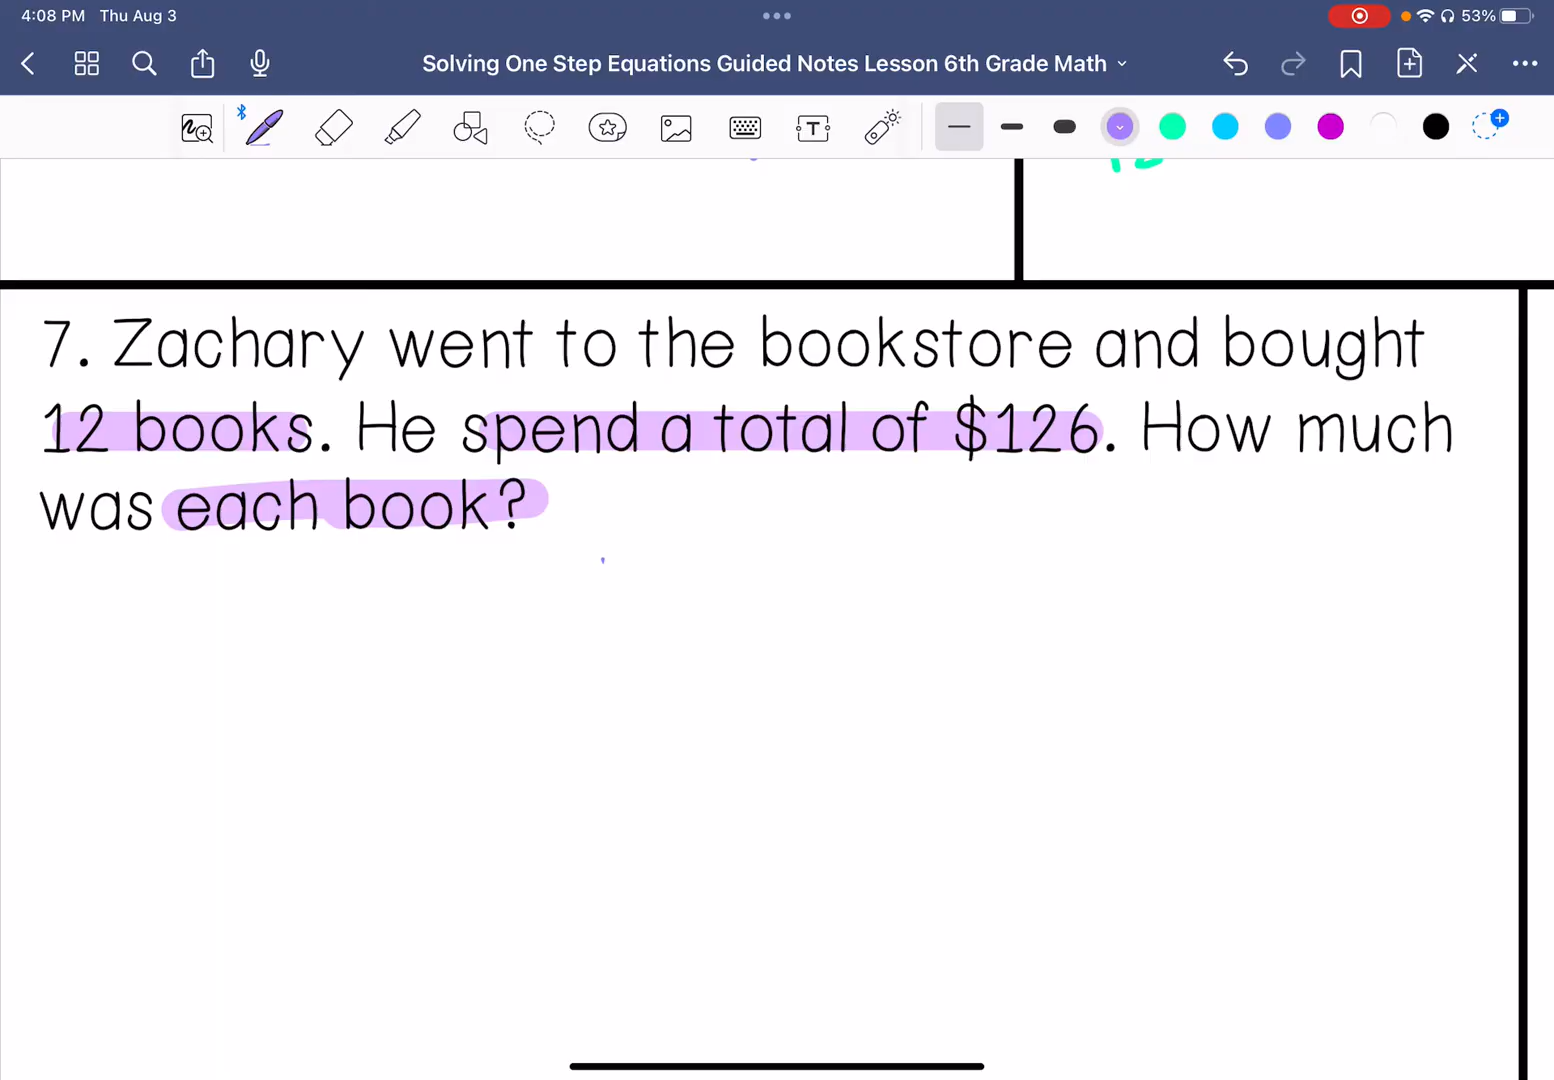 4:08 PM Thu Aug 3
53%
Solving One Step Equations Guided Notes Lesson 6th Grade Math
T
7. Zachary went to the bookstore and bought
12 books. He spend a total of $126. How much
was each book?